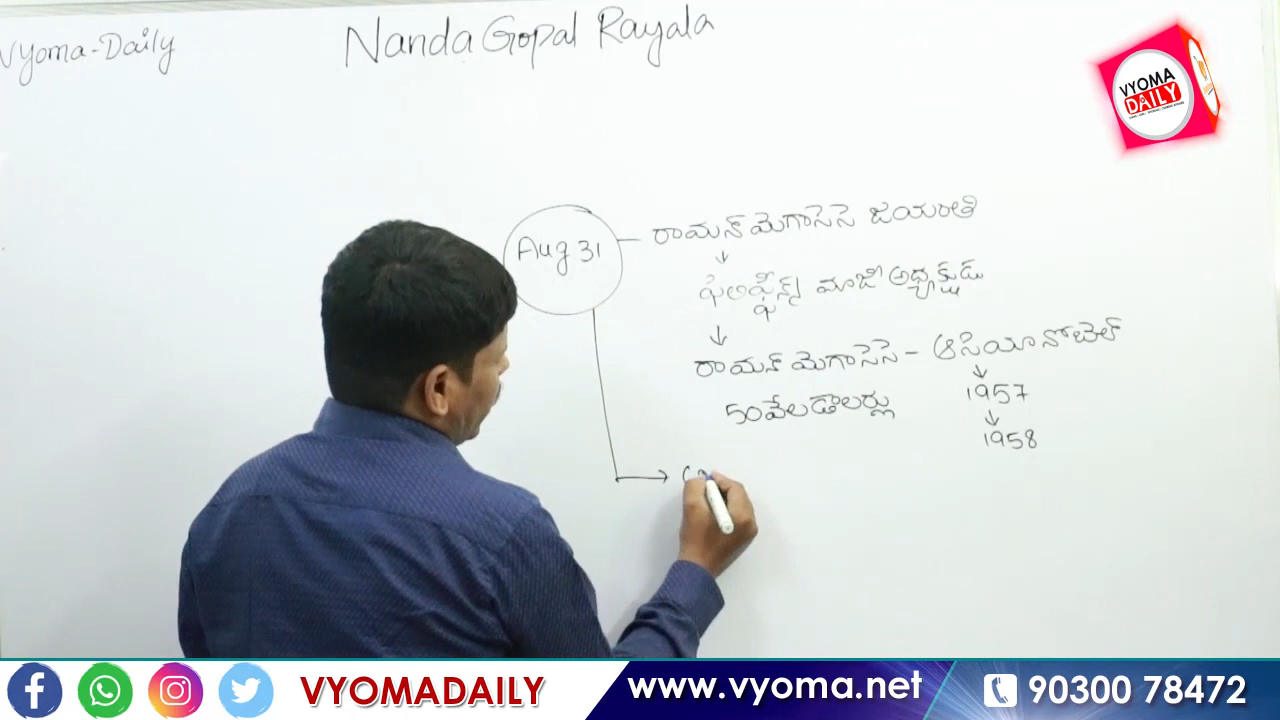 Vyoma-Daily
Nanda Gopal Rayala
VYOMA
DAILY
Aug 31
రామన్ మెగాసెసె జయంతి
ఫిలిప్ఫీన్స్ మాజీ అధ్యక్షుడు
రామన్ మెగాసెసె - ఆసియా నోబెల్
1957
50వేల డాలర్లు
1958
VYOMADAILY
www.vyoma.net
90300 78472